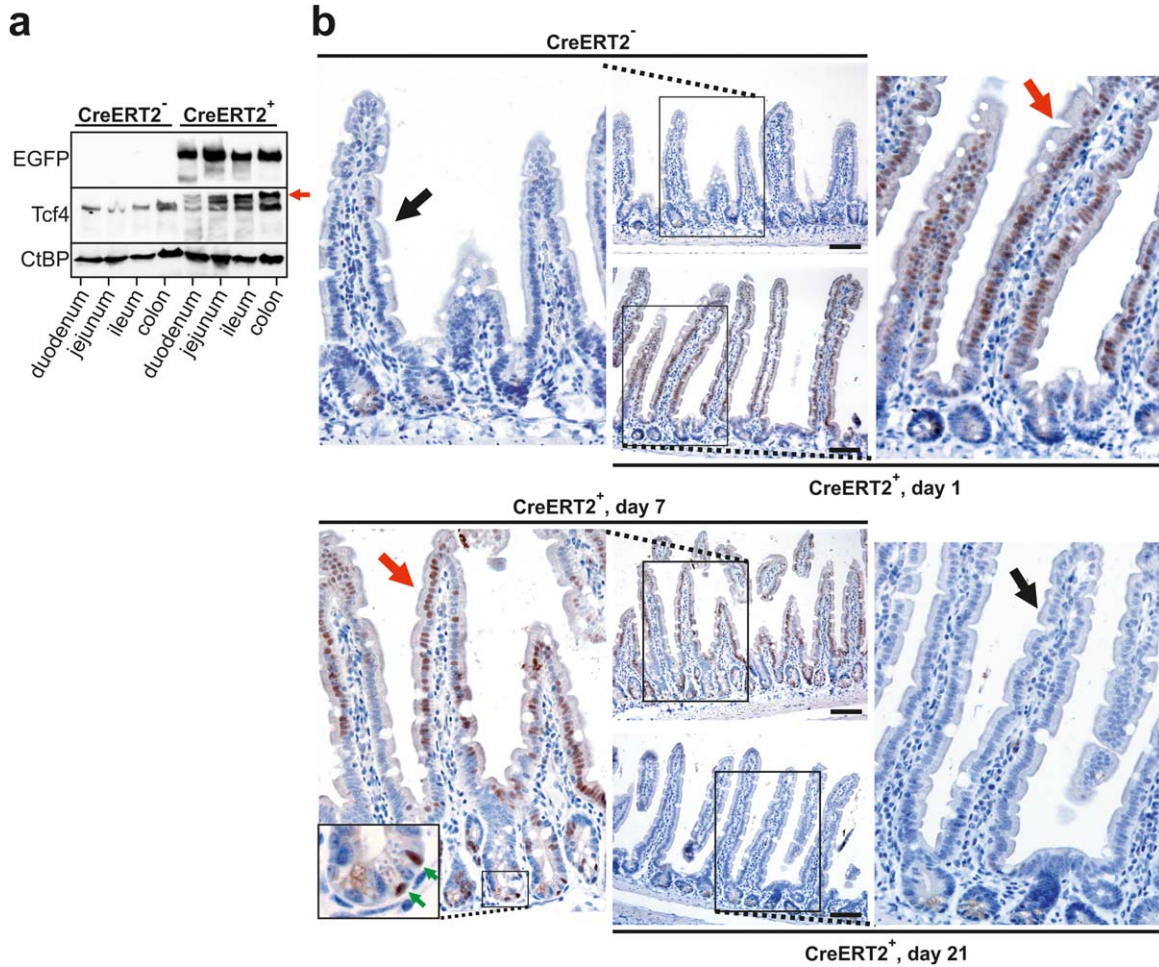 a
CreERT2⁻ CreERT2⁺
EGFP
Tcf4
CtBP
duodenum
jejunum
ileum
colon
duodenum
jejunum
ileum
colon
b
CreERT2⁻
CreERT2⁺, day 1
CreERT2⁺, day 7
CreERT2⁺, day 21